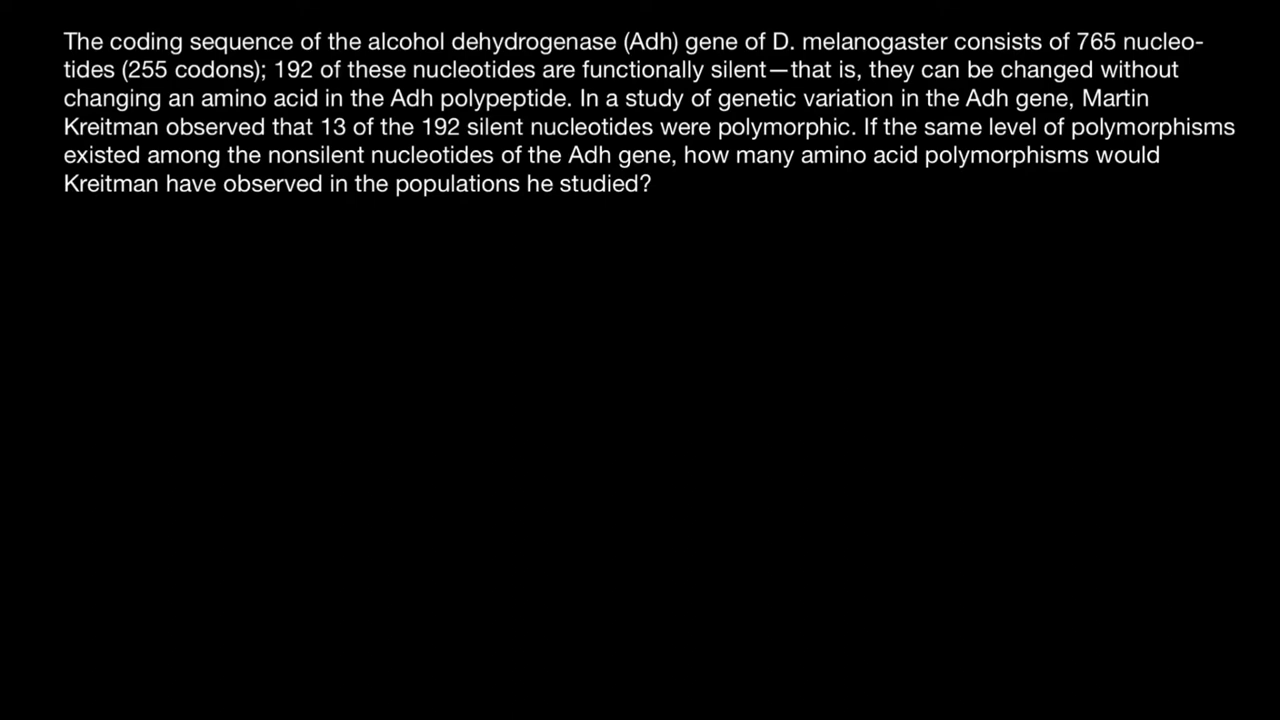 The coding sequence of the alcohol dehydrogenase (Adh) gene of D. melanogaster consists of 765 nucleo-
tides (255 codons); 192 of these nucleotides are functionally silent—that is, they can be changed without
changing an amino acid in the Adh polypeptide. In a study of genetic variation in the Adh gene, Martin
Kreitman observed that 13 of the 192 silent nucleotides were polymorphic. If the same level of polymorphisms
existed among the nonsilent nucleotides of the Adh gene, how many amino acid polymorphisms would
Kreitman have observed in the populations he studied?